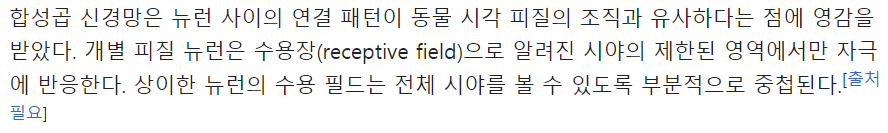 합성곱 신경망은 뉴런 사이의 연결 패턴이 동물 시각 피질의 조직과 유사하다는 점에 영감을
받았다. 개별 피질 뉴런은 수용장(receptive field)으로 알려진 시야의 제한된 영역에서만 자극
에 반응한다. 상이한 뉴런의 수용 필드는 전체 시야를 볼 수 있도록 부분적으로 중첩된다.[출처
필요]